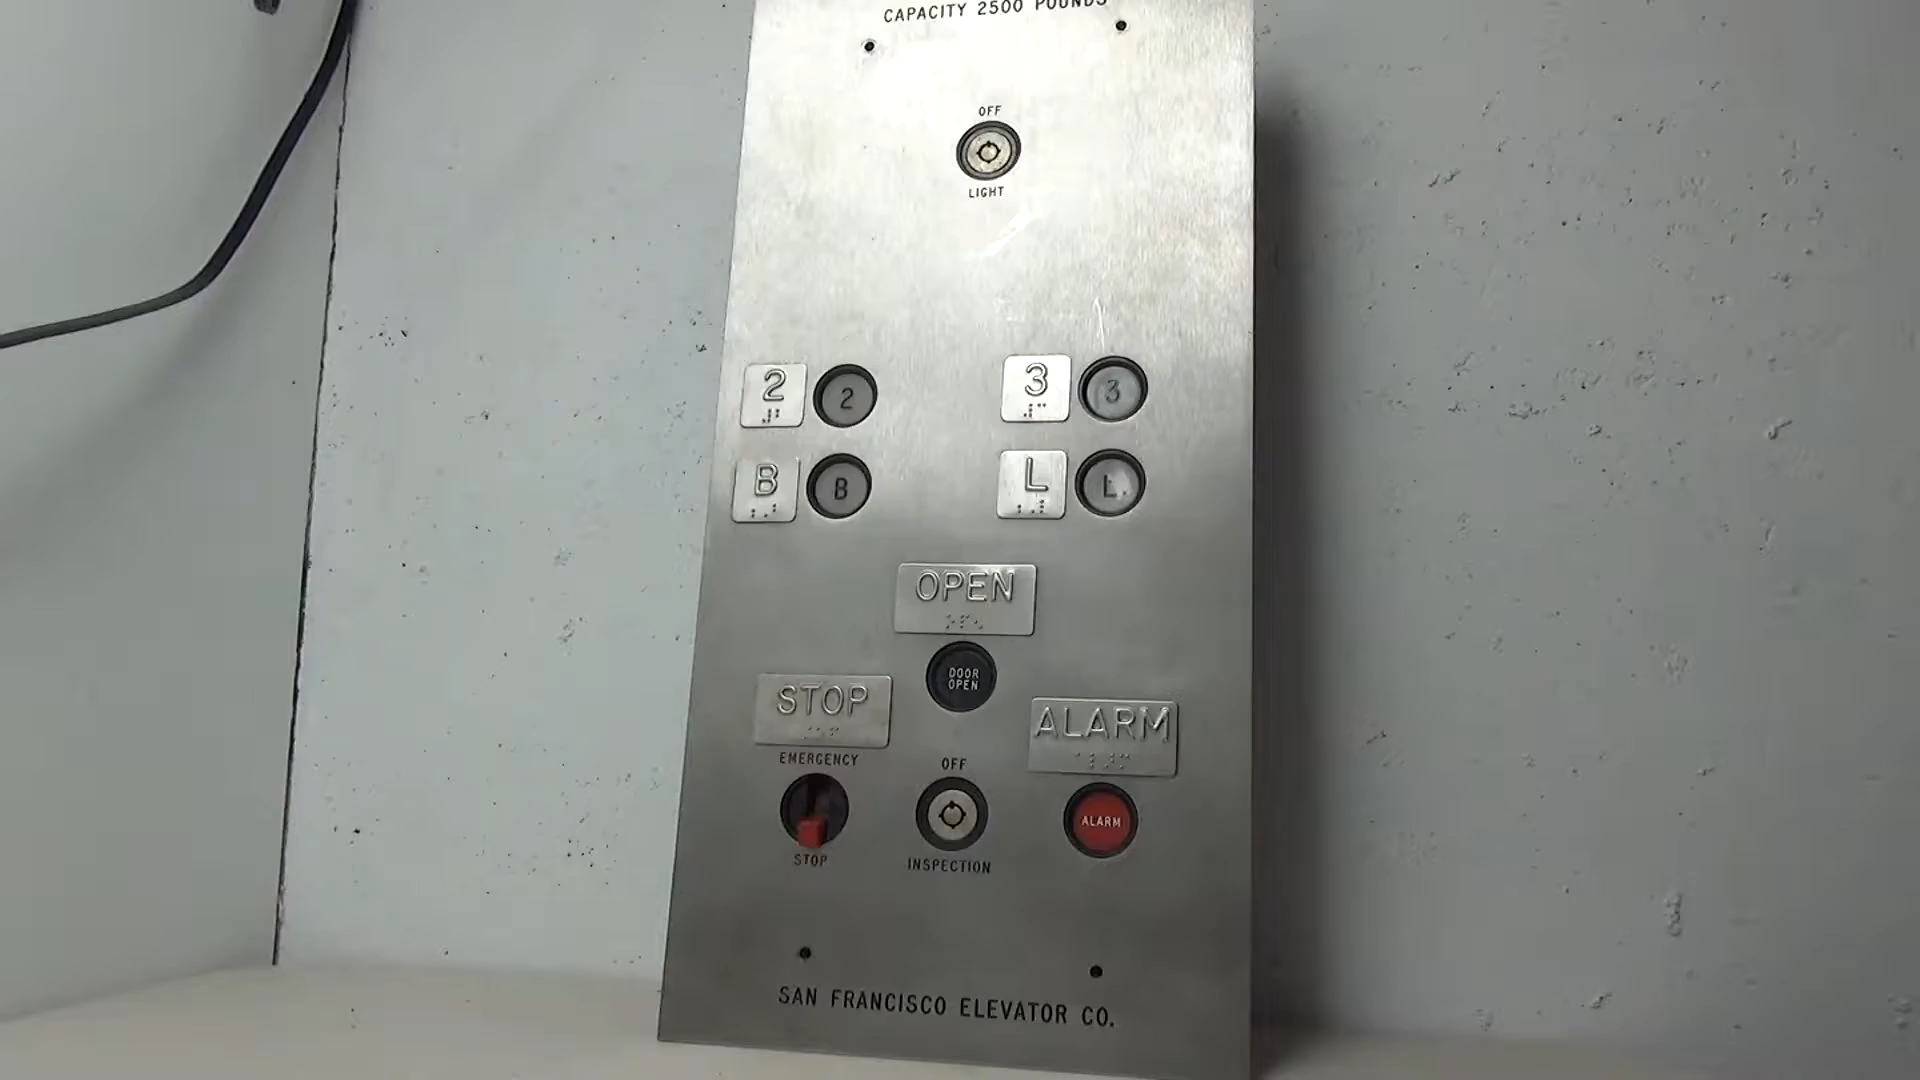 CAPACITY 2500 POUNDS
OFF
LIGHT
2 2
3 3
B B
L L
OPEN
DOOR
OPEN
STOP
EMERGENCY
STOP
OFF
INSPECTION
ALARM
ALARM
SAN FRANCISCO ELEVATOR CO.